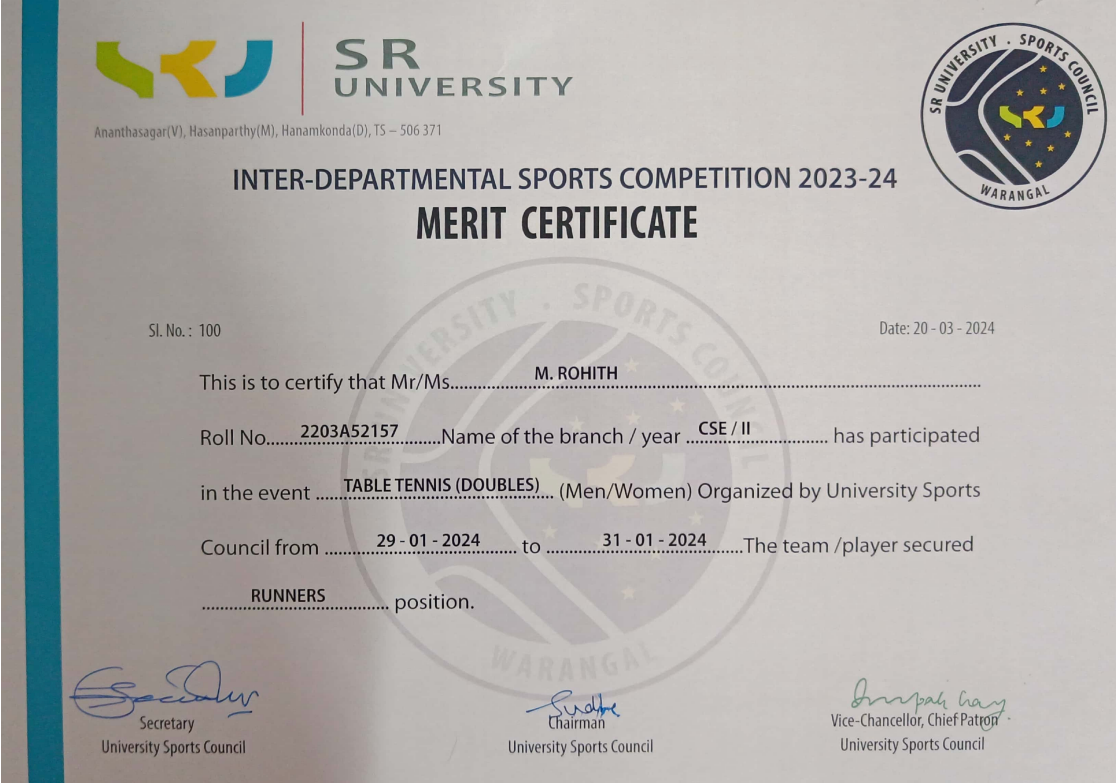 SR
UNIVERSITY
Ananthasagar(V), Hasanparthy(M), Hanamkonda(D), TS – 506 371
SR UNIVERSITY . SPORTS COUNCIL
WARANGAL
INTER-DEPARTMENTAL SPORTS COMPETITION 2023-24
MERIT CERTIFICATE
SR UNIVERSITY . SPORTS COUNCIL
WARANGAL
Sl. No. : 100
Date: 20 - 03 - 2024
This is to certify that Mr/Ms. M. ROHITH
Roll No. 2203A52157 Name of the branch / year CSE / II has participated
in the event TABLE TENNIS (DOUBLES) (Men/Women) Organized by University Sports
Council from 29 - 01 - 2024 to 31 - 01 - 2024 The team /player secured
RUNNERS position.
Secretary
University Sports Council
Chairman
University Sports Council
Vice-Chancellor, Chief Patron
University Sports Council